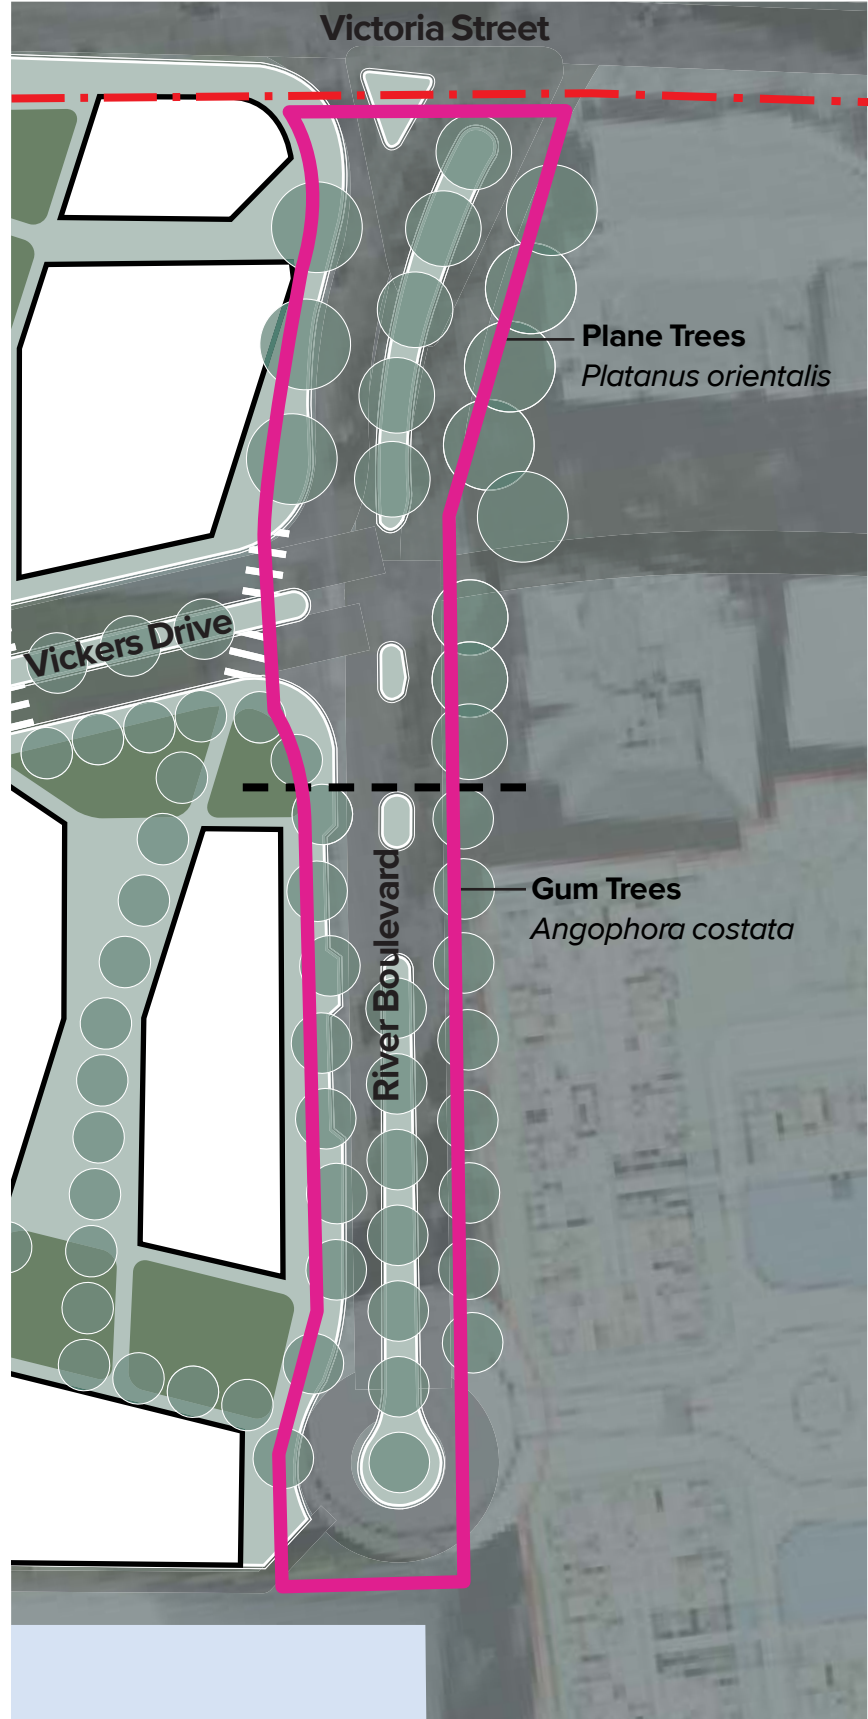 Victoria Street
Plane Trees
Platanus orientalis
Vickers Drive
Gum Trees
Angophora costata
River Boulevard